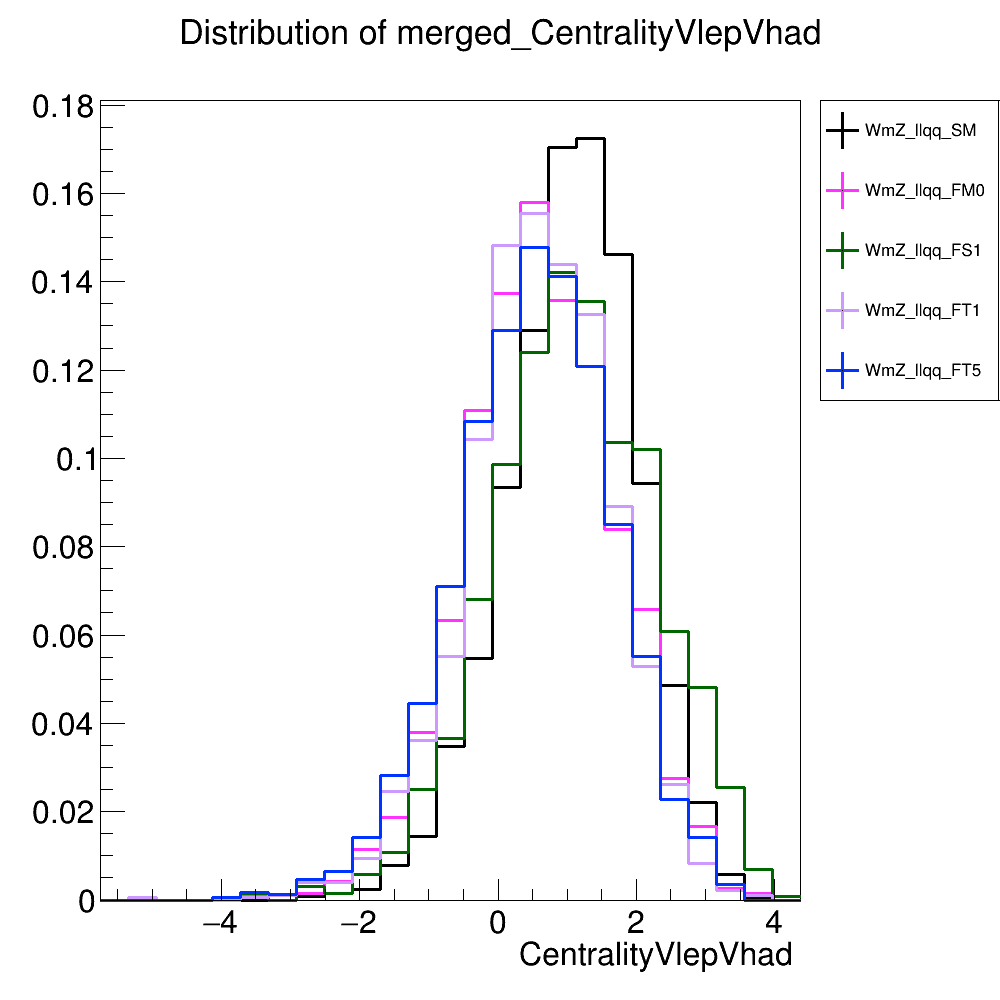 Distribution of merged_CentralityVlepVhad
0.18
0.16
0.14
0.12
0.1
0.08
0.06
0.04
0.02
0
−4
−2
0
2
4
CentralityVlepVhad
WmZ_llqq_SM
WmZ_llqq_FM0
WmZ_llqq_FS1
WmZ_llqq_FT1
WmZ_llqq_FT5